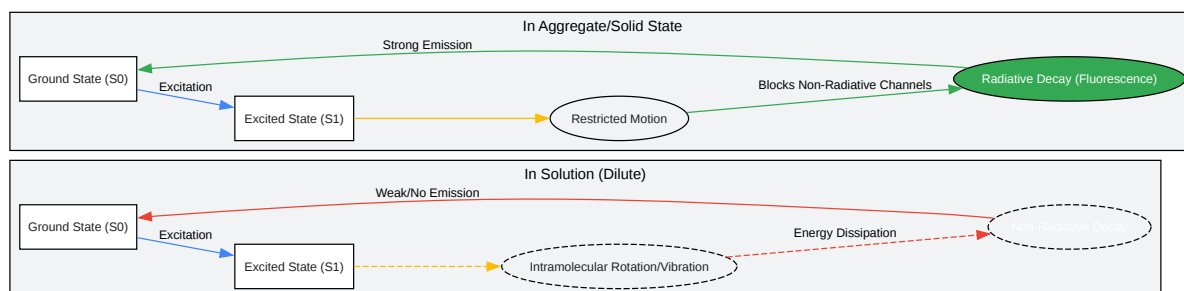 In Aggregate/Solid State
Strong Emission
Ground State (S0)
Excitation
Excited State (S1)
Restricted Motion
Blocks Non-Radiative Channels
Radiative Decay (Fluorescence)
In Solution (Dilute)
Weak/No Emission
Ground State (S0)
Excitation
Excited State (S1)
Intramolecular Rotation/Vibration
Energy Dissipation
Non-Radiative Decay